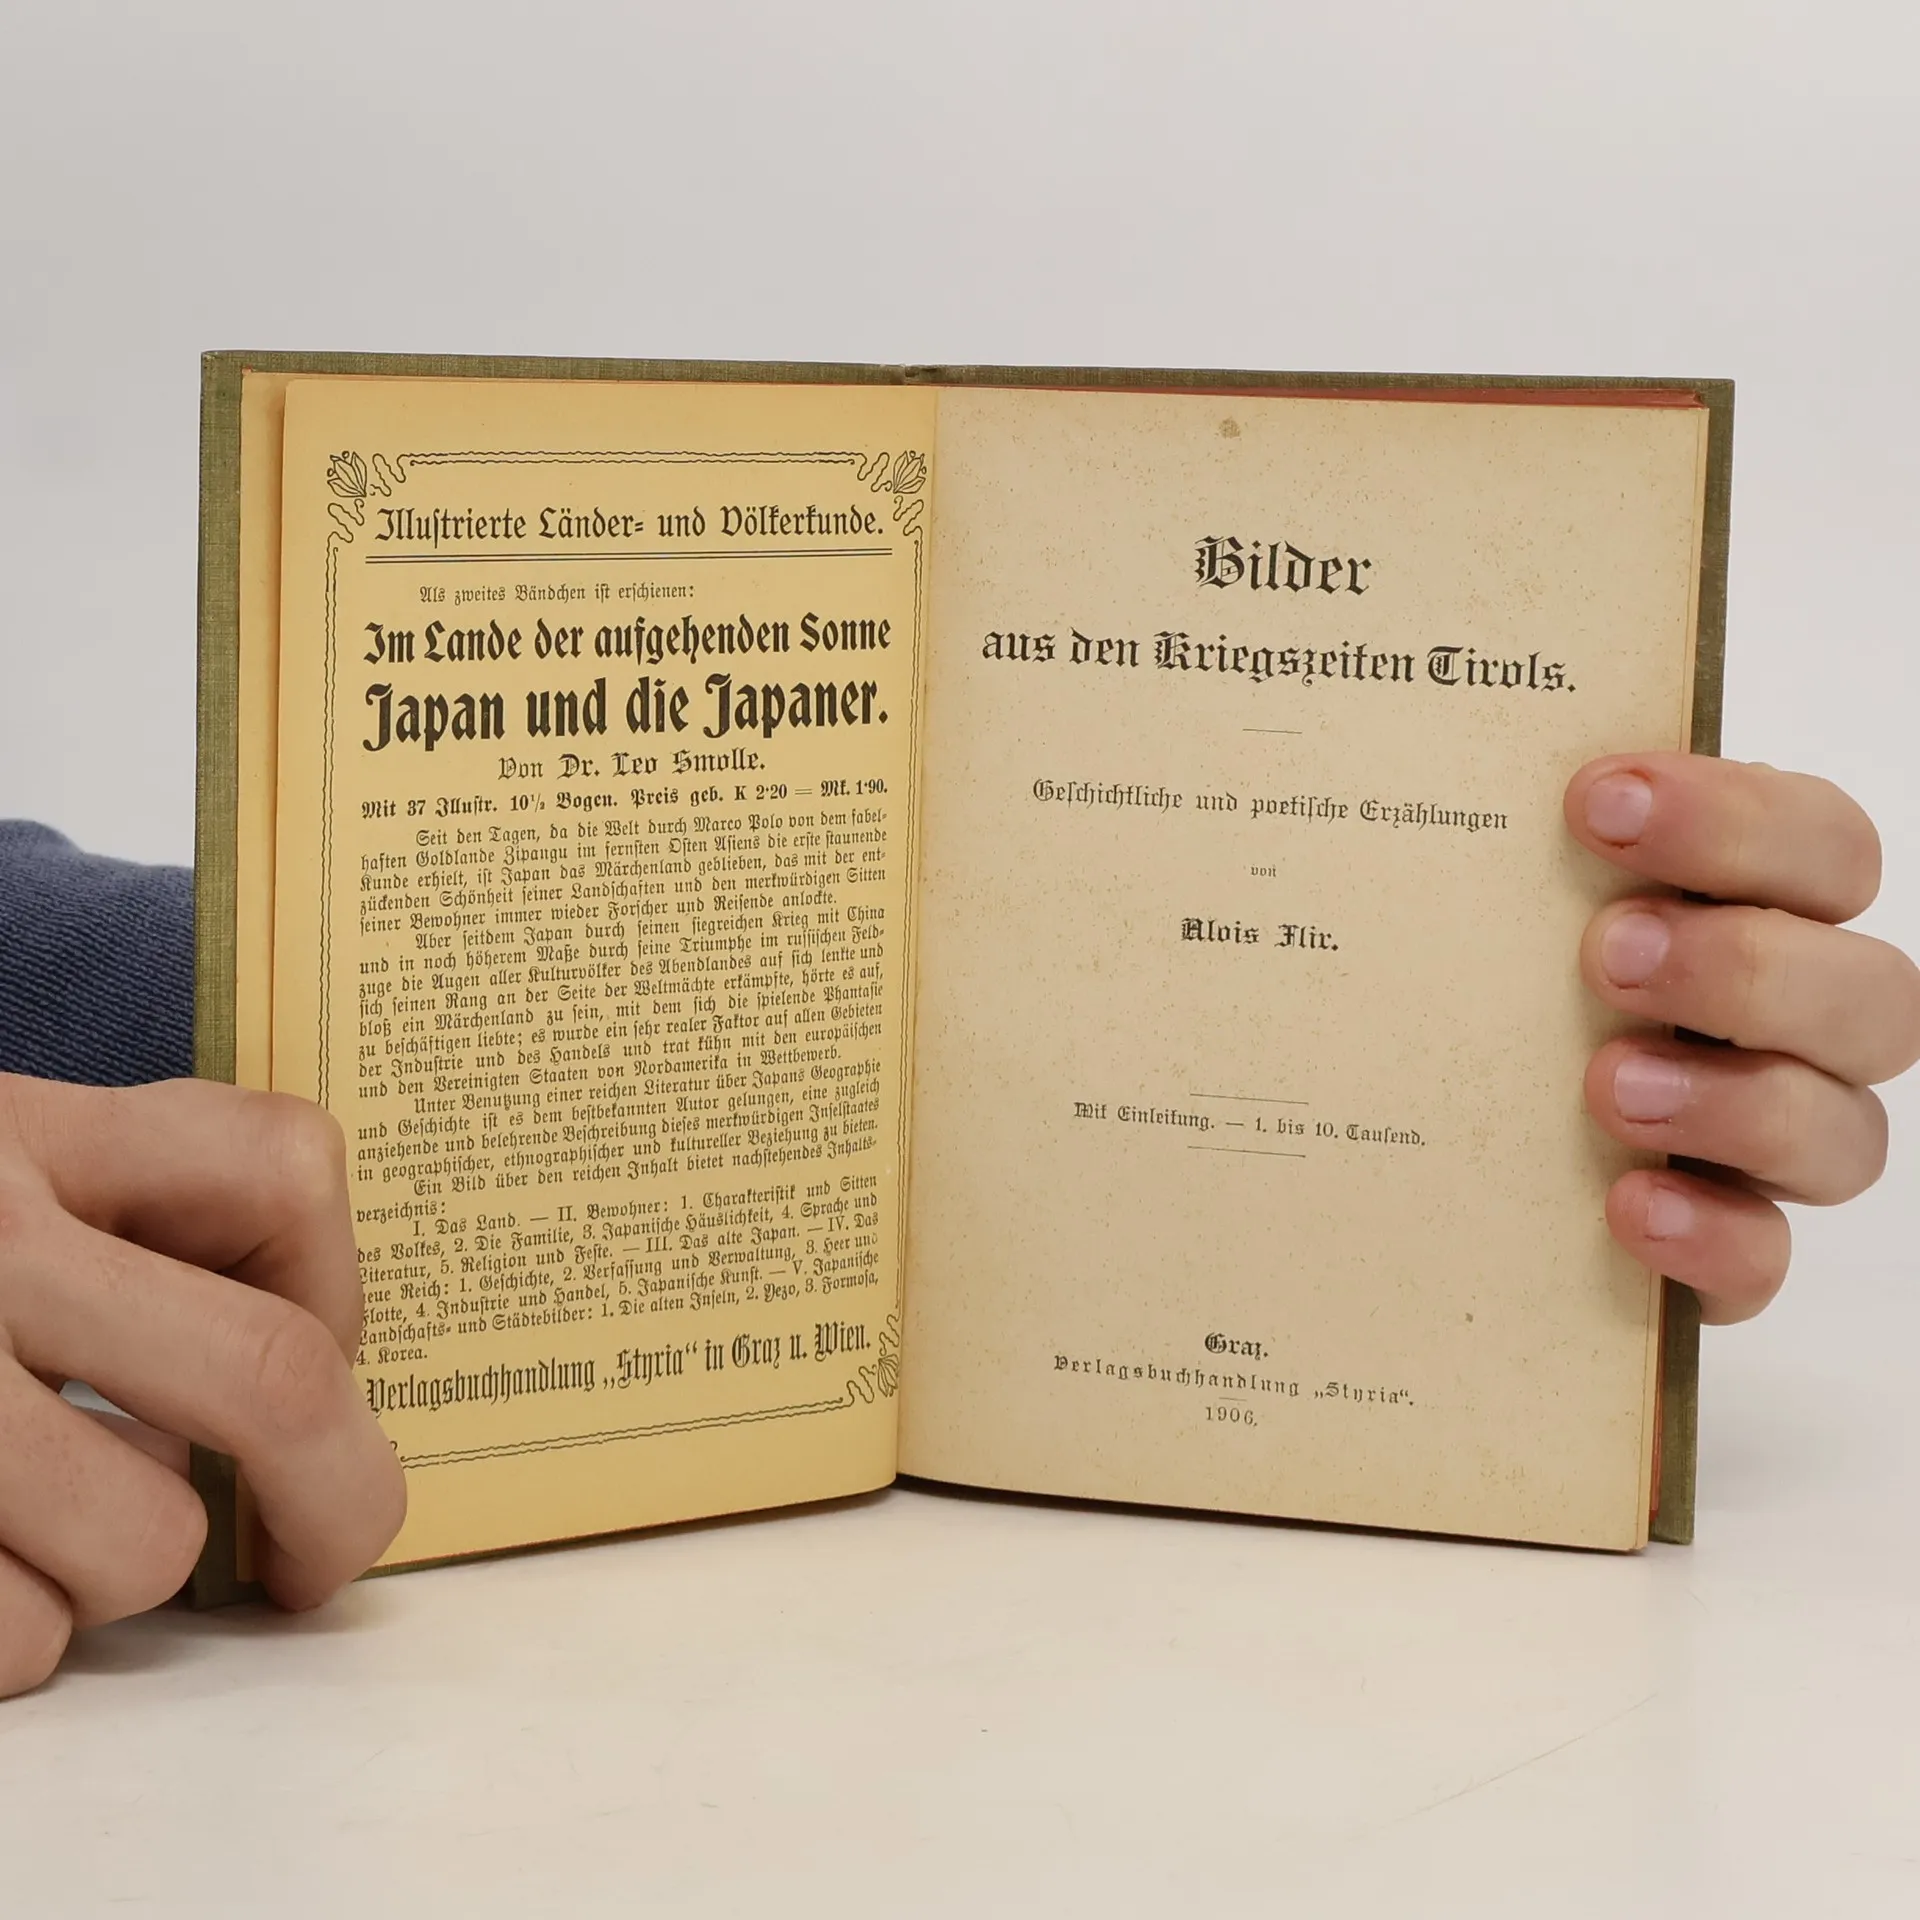 Illustrierte Länder- und Völkerkunde.
Als zweites Bändchen ist erschienen:
Im Lande der aufgehenden Sonne
Japan und die Japaner.
Von Dr. Leo Smolle.
Mit 37 Illustr. 10½ Bogen. Preis geb. K 2·20 = Mk. 1·90.
Seit den Tagen, da die Welt durch Marco Polo von dem fabel-
haften Goldlande Zipangu im fernsten Osten Asiens die erste staunende
Kunde erhielt, ist Japan das Märchenland geblieben, das mit der ent-
zückenden Schönheit seiner Landschaften und den merkwürdigen Sitten
seiner Bewohner immer wieder Forscher und Reisende anlockte.
Aber seitdem Japan durch seinen siegreichen Krieg mit China
und in noch höherem Maße durch seine Triumphe im russischen Feld-
zuge die Augen aller Kulturvölker des Abendlandes auf sich lenkte und
sich seinen Rang an der Seite der Weltmächte erkämpfte, hörte es auf,
bloß ein Märchenland zu sein, mit dem sich die spielende Phantasie
zu beschäftigen liebte; es wurde ein sehr realer Faktor auf allen Gebieten
der Industrie und des Handels und trat kühn mit den europäischen
und den Vereinigten Staaten von Nordamerika in Wettbewerb.
Unter Benutzung einer reichen Literatur über Japans Geographie
und Geschichte ist es dem bestbekannten Autor gelungen, eine zugleich
anziehende und belehrende Beschreibung dieses merkwürdigen Inselstaates
in geographischer, ethnographischer und kultureller Beziehung zu bieten.
Ein Bild über den reichen Inhalt bietet nachstehendes Inhalts-
verzeichnis:
I. Das Land. — II. Bewohner: 1. Charakteristik und Sitten
des Volkes, 2. Die Familie, 3. Japanische Häuslichkeit, 4. Sprache und
Literatur, 5. Religion und Feste. — III. Das alte Japan. — IV. Das
neue Reich: 1. Geschichte, 2. Verfassung und Verwaltung, 3. Heer und
Flotte, 4. Industrie und Handel, 5. Japanische Kunst. — V. Japanische
Landschafts- und Städtebilder: 1. Die alten Inseln, 2. Yezo, 3. Formosa,
4. Korea.
Verlagsbuchhandlung „Styria“ in Graz u. Wien.
Bilder
aus den Kriegszeiten Tirols.
Geschichtliche und poetische Erzählungen
von
Alois Flir.
Mit Einleitung. — 1. bis 10. Tausend.
Graz.
Verlagsbuchhandlung „Styria“.
1906.